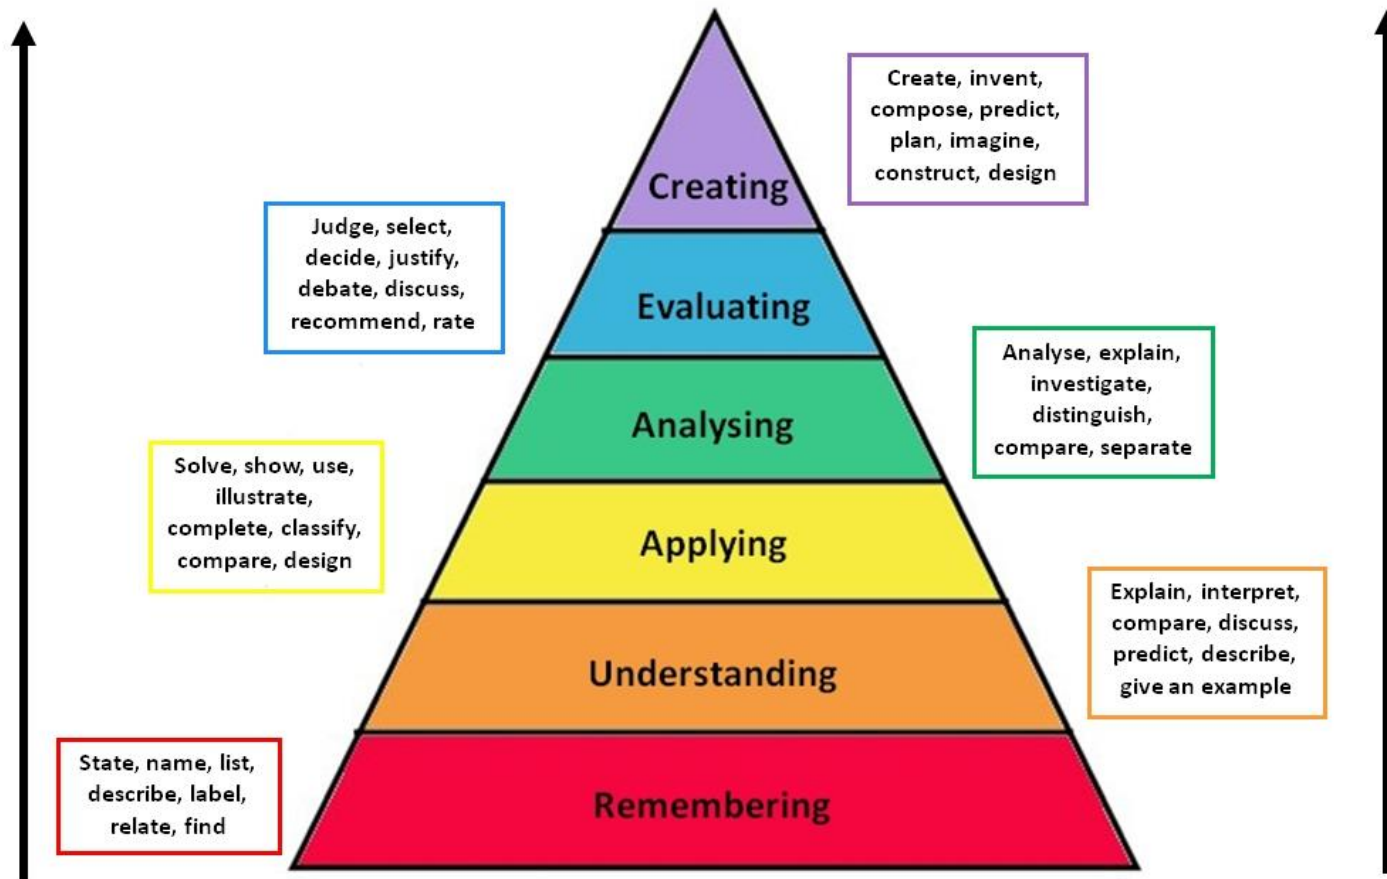 Create, invent,
compose, predict,
plan, imagine,
construct, design
Creating
Judge, select,
decide, justify,
debate, discuss,
recommend, rate
Evaluating
Analyse, explain,
investigate,
distinguish,
compare, separate
Analysing
Solve, show, use,
illustrate,
complete, classify,
compare, design
Applying
Explain, interpret,
compare, discuss,
predict, describe,
give an example
Understanding
State, name, list,
describe, label,
relate, find
Remembering